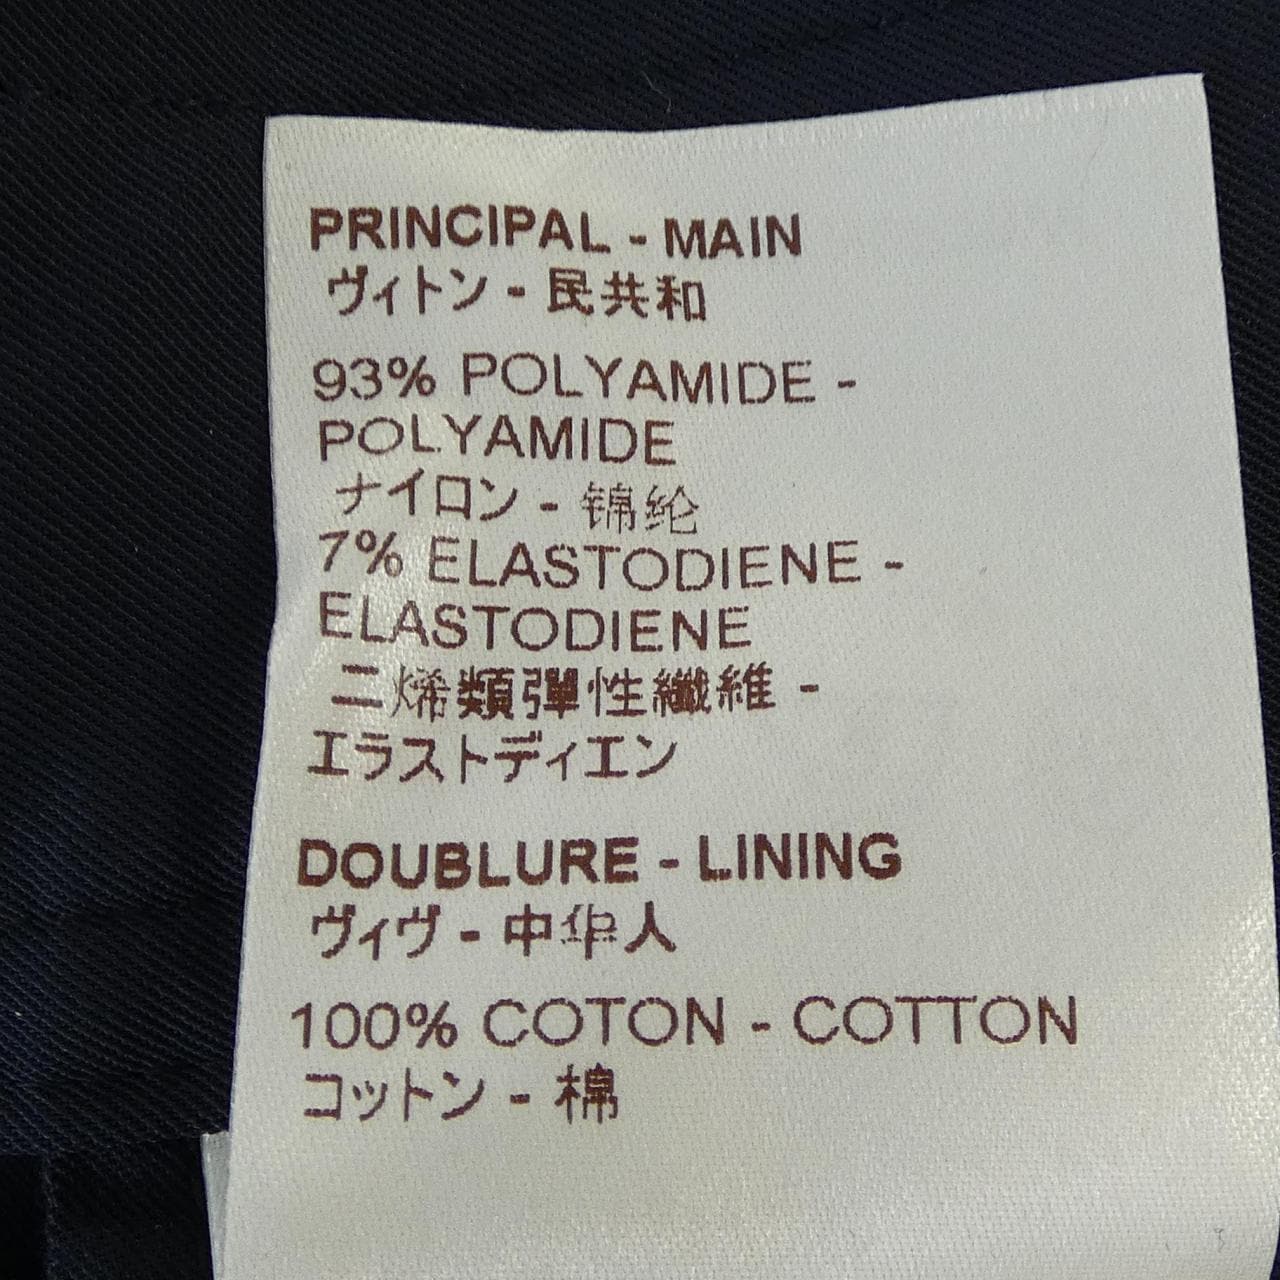 PRINCIPAL - MAIN
ヴィトン - 民共和
93% POLYAMIDE -
POLYAMIDE
ナイロン - 锦纶
7% ELASTODIENE -
ELASTODIENE
二烯類彈性纖維 -
エラストディエン
DOUBLURE - LINING
ヴィヴ - 中华人
100% COTON - COTTON
コットン - 棉